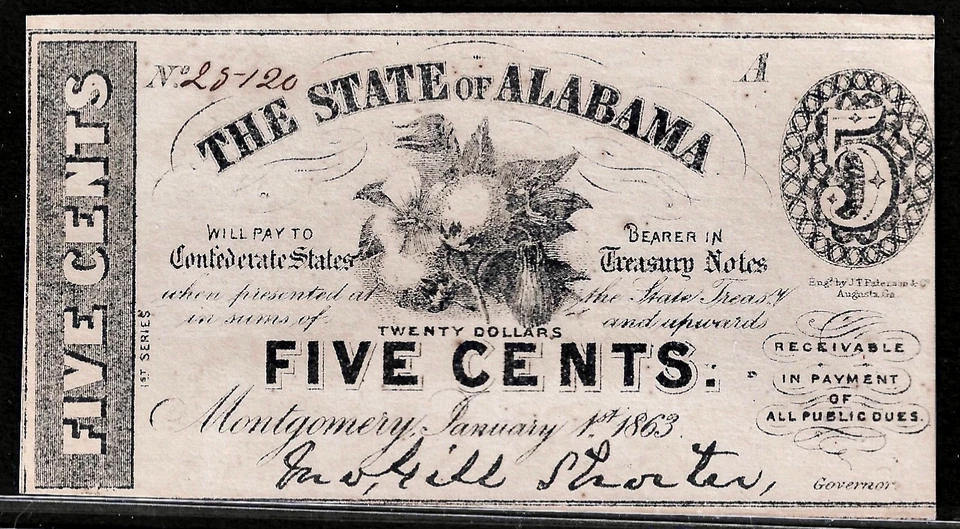 FIVE CENTS
1ST SERIES
No 25120
A
THE STATE OF ALABAMA
5
WILL PAY TO BEARER IN
Confederate States Treasury Notes
when presented at the State Treas.y
in sums of TWENTY DOLLARS and upwards
FIVE CENTS.
Engd by J T Paterson & Co
Augusta Ga
RECEIVABLE
IN PAYMENT
OF
ALL PUBLIC DUES.
Montgomery, January 1st 1863.
Jno, Gill Shorter,
Governor